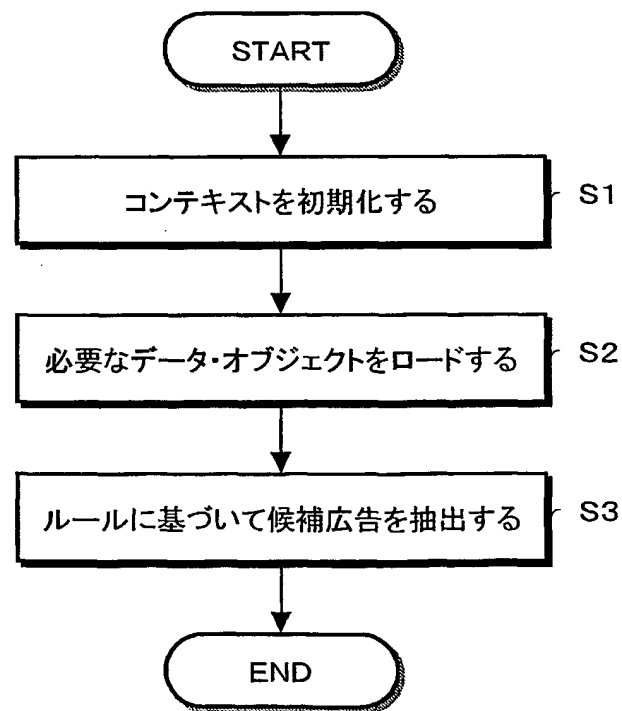 START
コンテキストを初期化する
S1
必要なデータ・オブジェクトをロードする
S2
ルールに基づいて候補広告を抽出する
S3
END